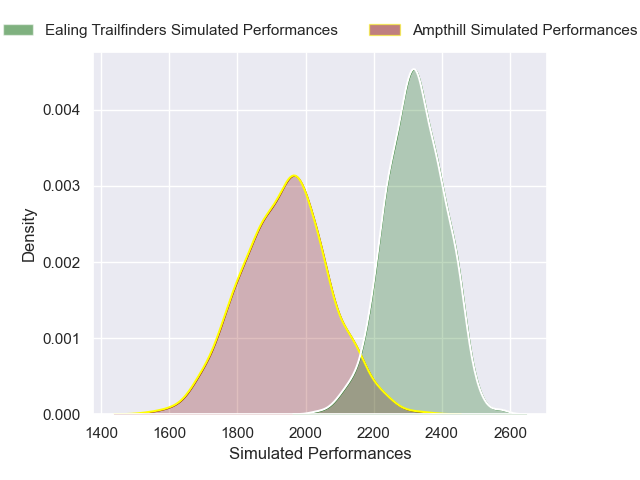 Ealing Trailfinders Simulated Performances
Ampthill Simulated Performances
0.004
0.003
0.002
0.001
0.000
Density
1400 1600 1800 2000 2200 2400 2600
Simulated Performances